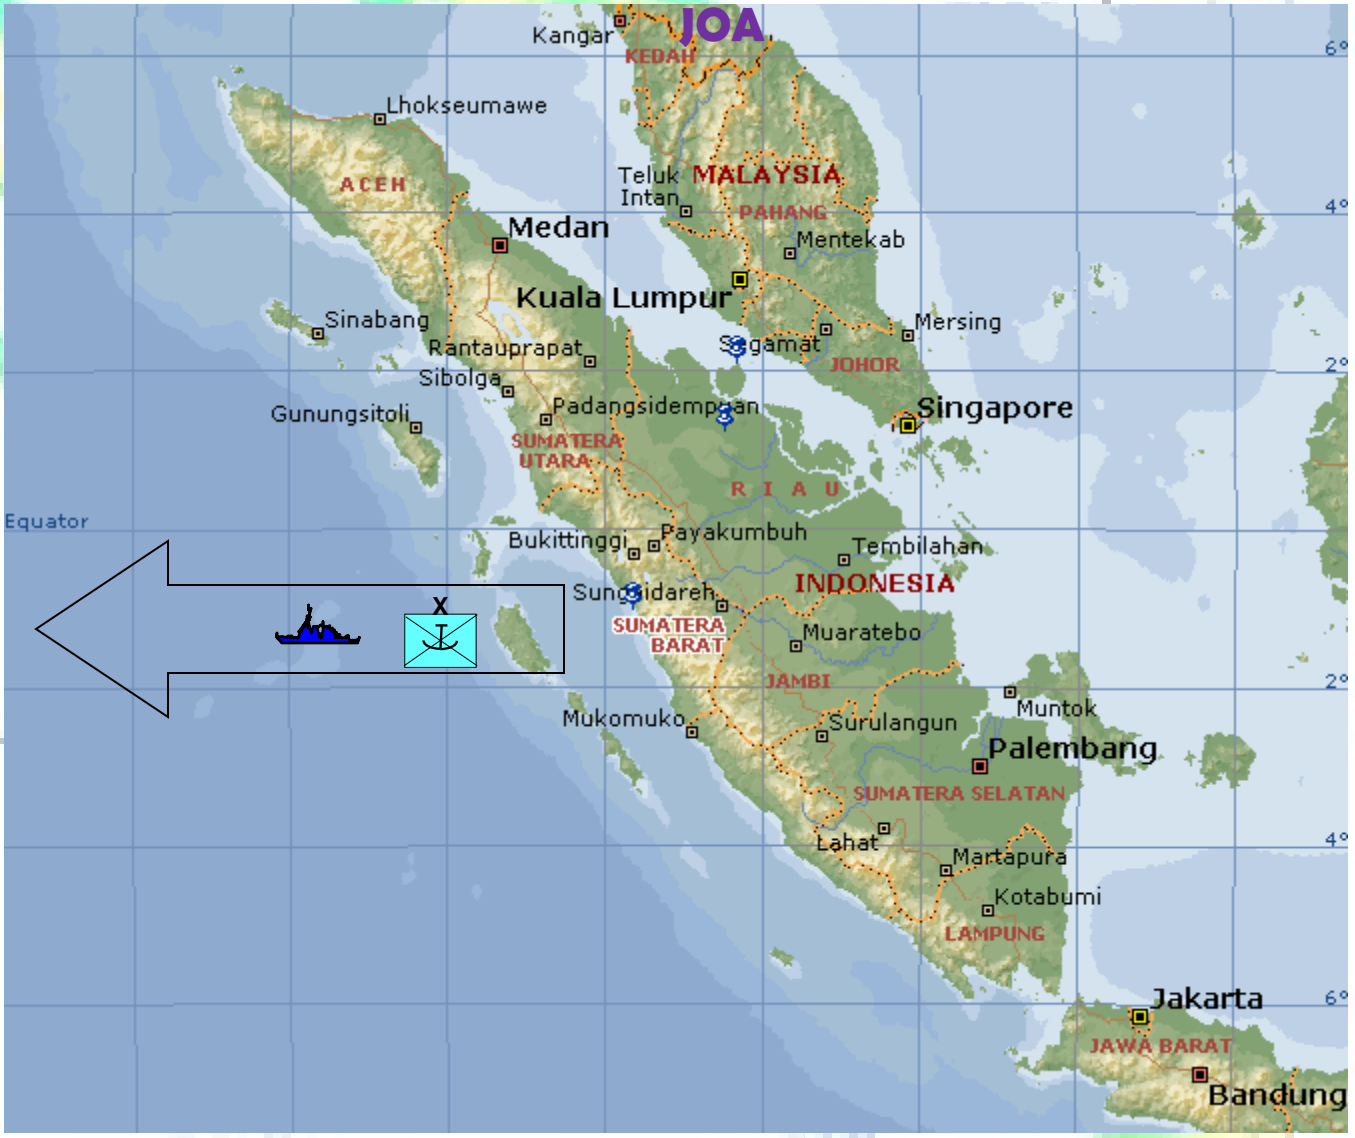 JOA
Kangar
KEDAH
6°
Lhokseumawe
ACEH
Teluk
Intan
MALAYSIA
PAHANG
4°
Medan
Mentekab
Kuala Lumpur
Sinabang
Mersing
Segamat
Rantauprapat
JOHOR
2°
Sibolga
Gunungsitoli
Padangsidempuan
Singapore
SUMATERA
UTARA
RIAU
Equator
Bukittinggi
Payakumbuh
Tembilahan
INDONESIA
Sungaidareh
X
SUMATERA
BARAT
Muaratebo
JAMBI
2°
Mukomuko
Muntok
Surulangun
Palembang
SUMATERA SELATAN
Lahat
4°
Martapura
Kotabumi
LAMPUNG
Jakarta
6°
JAWA BARAT
Bandung